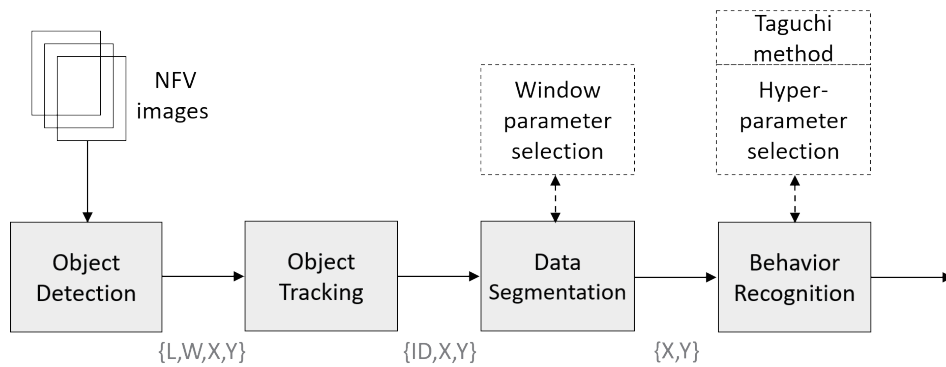 NFV
images
Window
parameter
selection
Taguchi
method
Hyper-
parameter
selection
Object
Detection
Object
Tracking
Data
Segmentation
Behavior
Recognition
{L,W,X,Y}
{ID,X,Y}
{X,Y}